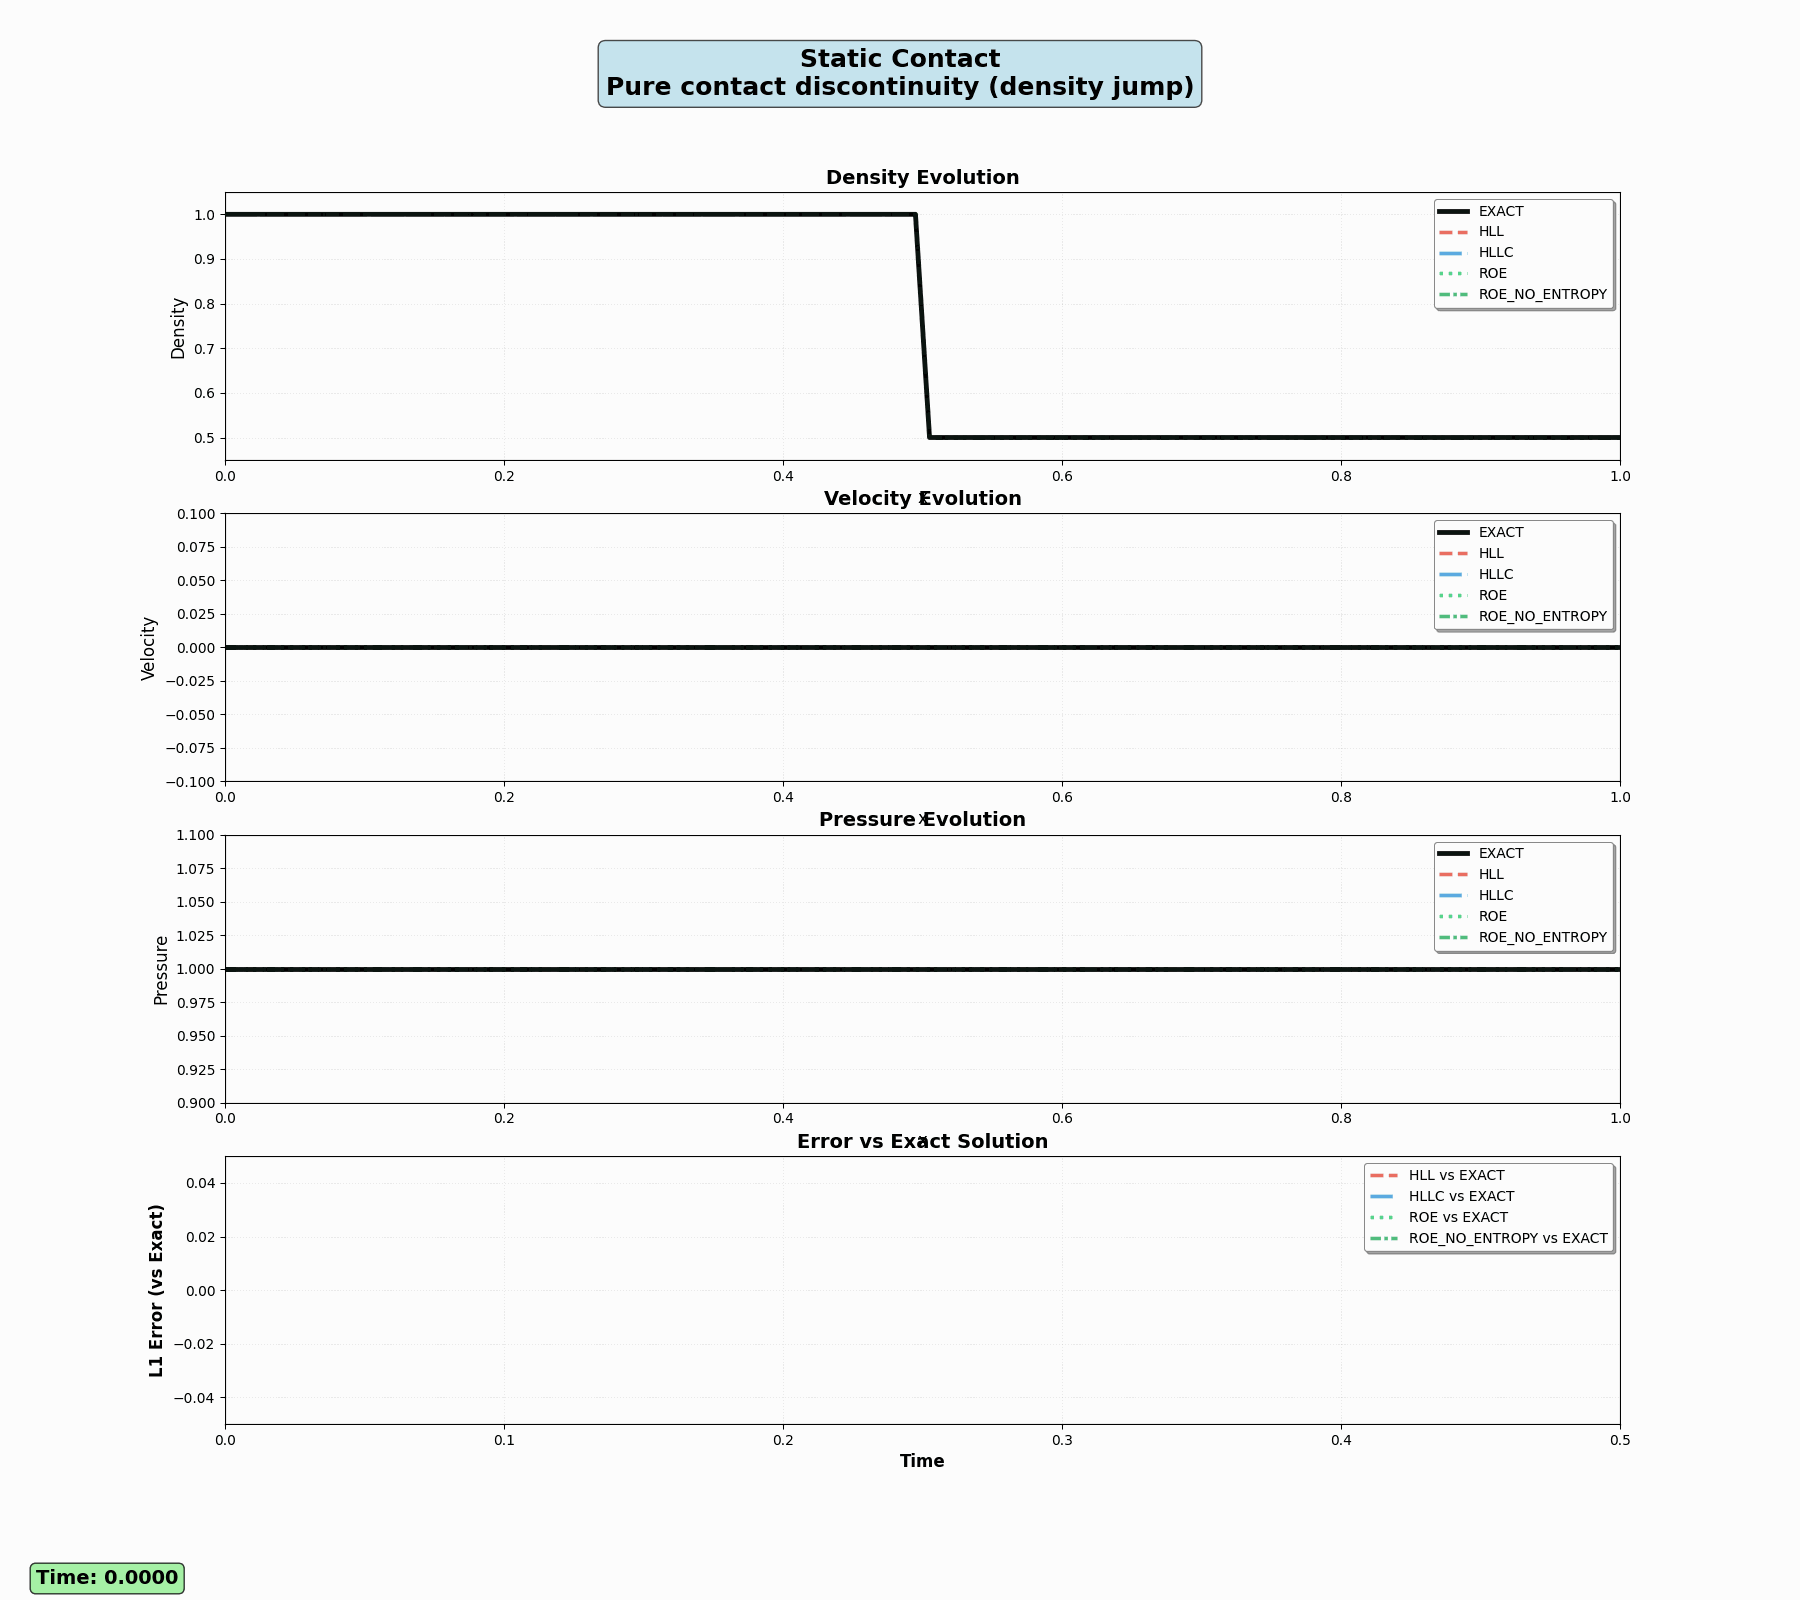 Static Contact
Pure contact discontinuity (density jump)
Density Evolution
1.0
0.9
0.8
0.7
0.6
0.5
Density
EXACT
HLL
HLLC
ROE
ROE_NO_ENTROPY
0.0 0.2 0.4 0.6 0.8 1.0
x
Velocity Evolution
0.100
0.075
0.050
0.025
0.000
−0.025
−0.050
−0.075
−0.100
Velocity
EXACT
HLL
HLLC
ROE
ROE_NO_ENTROPY
0.0 0.2 0.4 0.6 0.8 1.0
x
Pressure Evolution
1.100
1.075
1.050
1.025
1.000
0.975
0.950
0.925
0.900
Pressure
EXACT
HLL
HLLC
ROE
ROE_NO_ENTROPY
0.0 0.2 0.4 0.6 0.8 1.0
x
Error vs Exact Solution
0.04
0.02
0.00
−0.02
−0.04
L1 Error (vs Exact)
HLL vs EXACT
HLLC vs EXACT
ROE vs EXACT
ROE_NO_ENTROPY vs EXACT
0.0 0.1 0.2 0.3 0.4 0.5
Time
Time: 0.0000